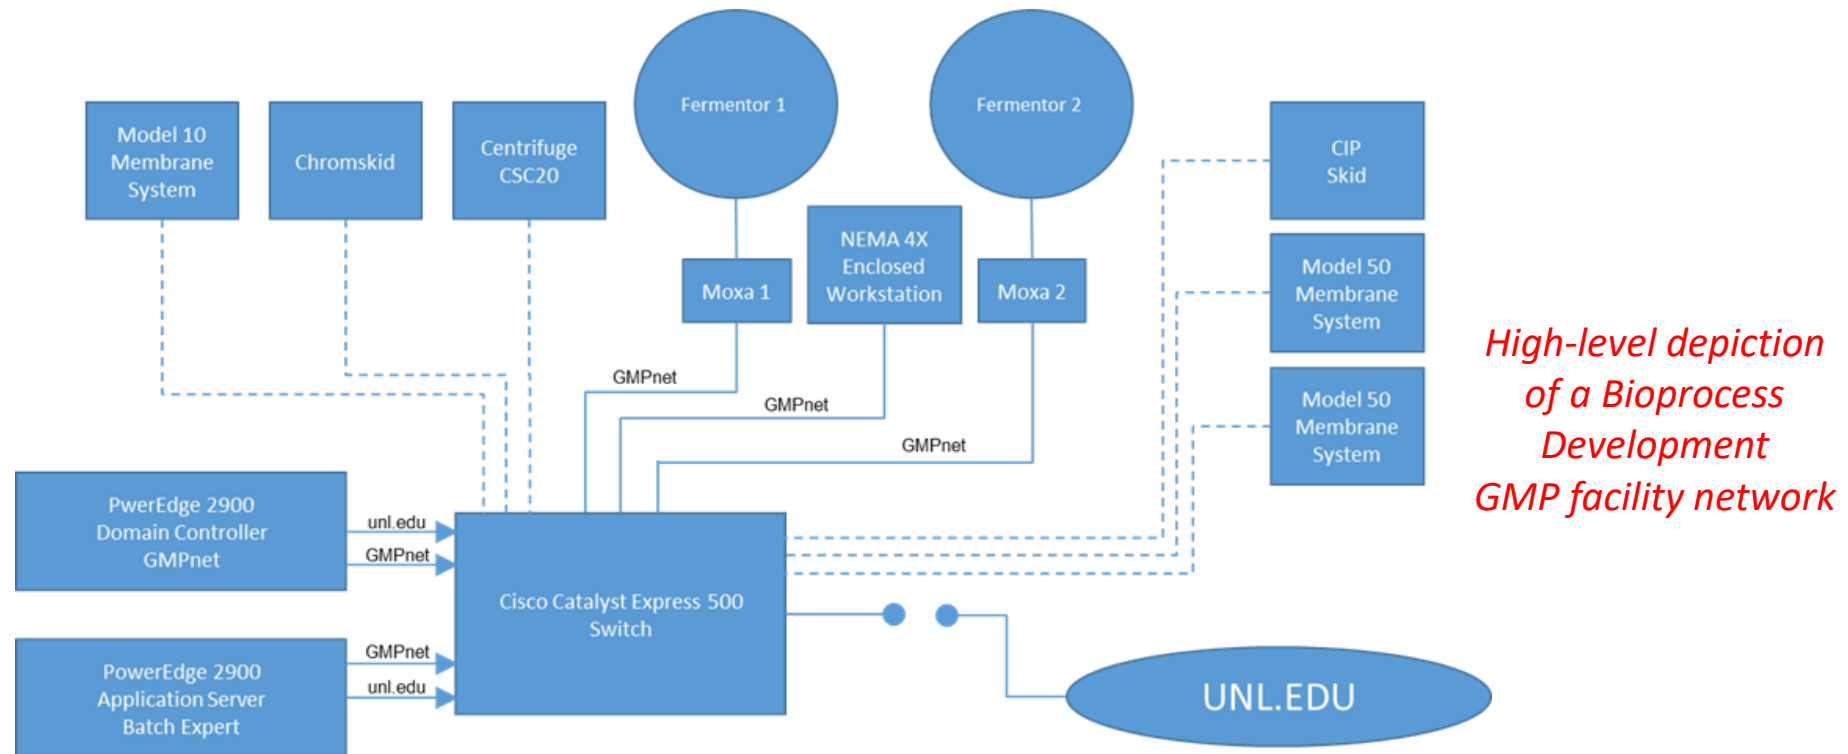 Fermentor 1
Fermentor 2
Model 10
Membrane
System
Chromskid
Centrifuge
CSC20
CIP
Skid
NEMA 4X
Enclosed
Workstation
Moxa 1
Moxa 2
Model 50
Membrane
System
High-level depiction
of a Bioprocess
Development
GMP facility network
GMPnet
GMPnet
GMPnet
Model 50
Membrane
System
PwerEdge 2900
Domain Controller
GMPnet
unl.edu
GMPnet
Cisco Catalyst Express 500
Switch
PowerEdge 2900
Application Server
Batch Expert
GMPnet
unl.edu
UNL.EDU